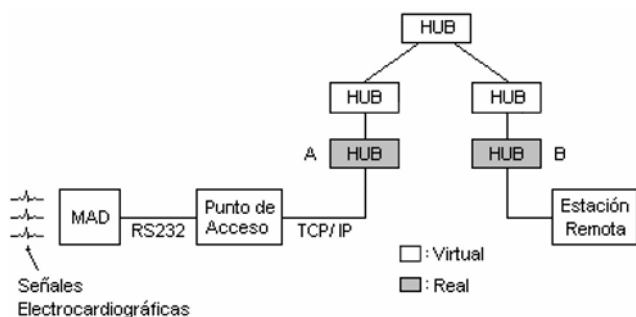 HUB
HUB
HUB
A
HUB
HUB
B
MAD
RS232
Punto de
Acceso
TCP/IP
Estación
Remota
: Virtual
: Real
Señales
Electrocardiográficas